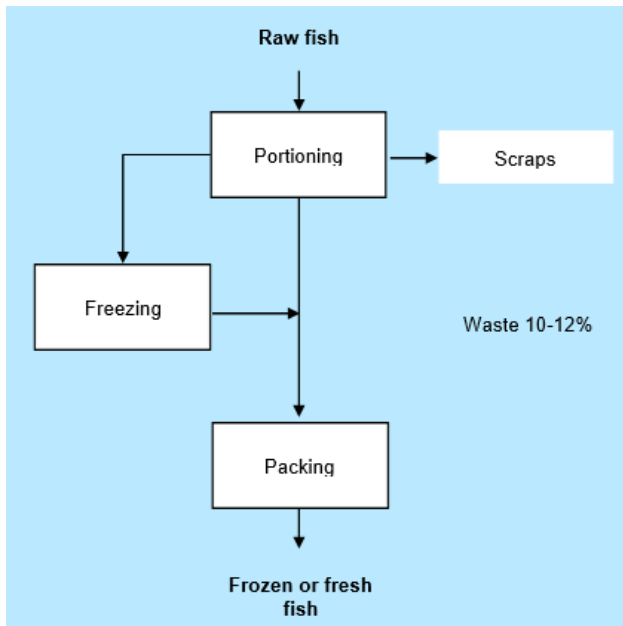 Raw fish
Portioning
Scraps
Freezing
Waste 10-12%
Packing
Frozen or fresh
fish